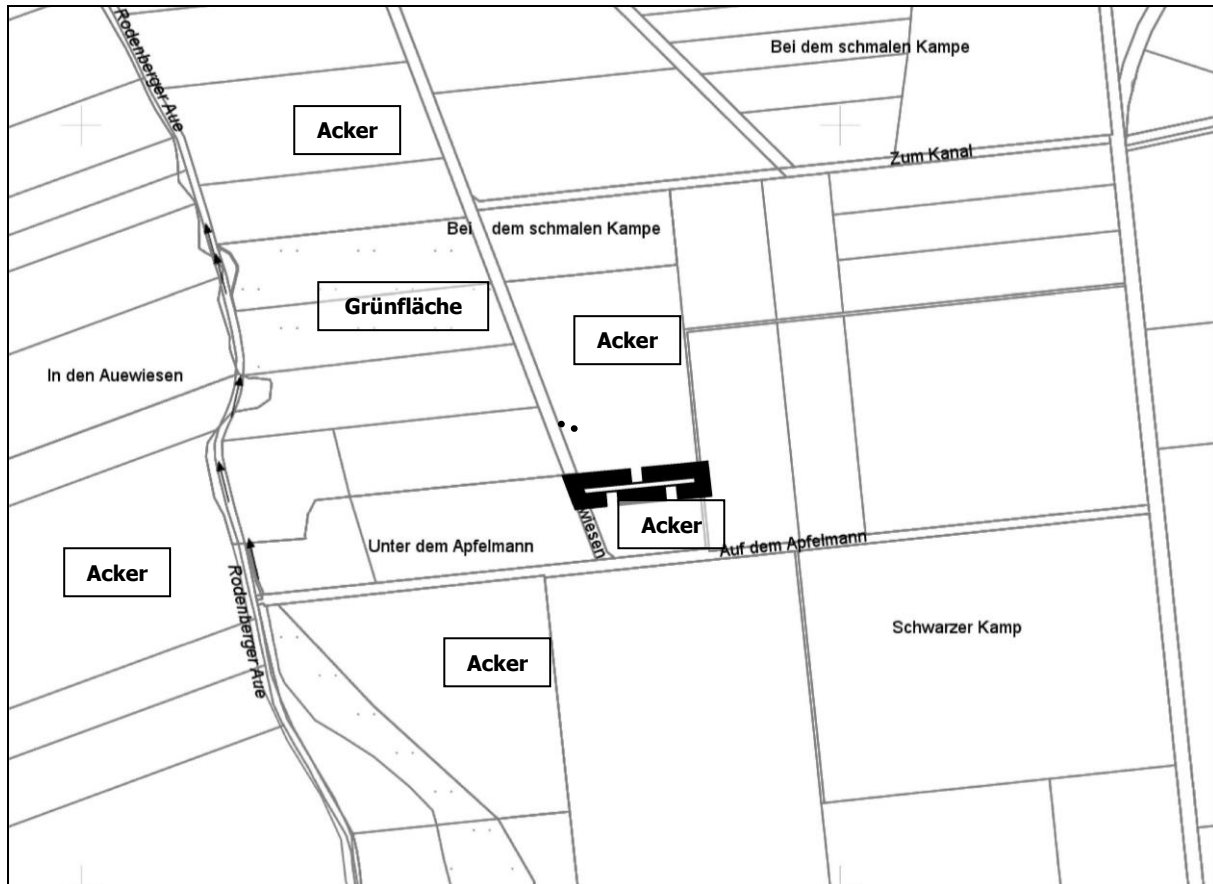 Rodenberger Aue
Bei dem schmalen Kampe
Acker
Zum Kanal
Bei dem schmalen Kampe
Grünfläche
Acker
In den Auewiesen
wiesen
Acker
Auf dem Apfelmann
Unter dem Apfelmann
Acker
Rodenberger Aue
Schwarzer Kamp
Acker